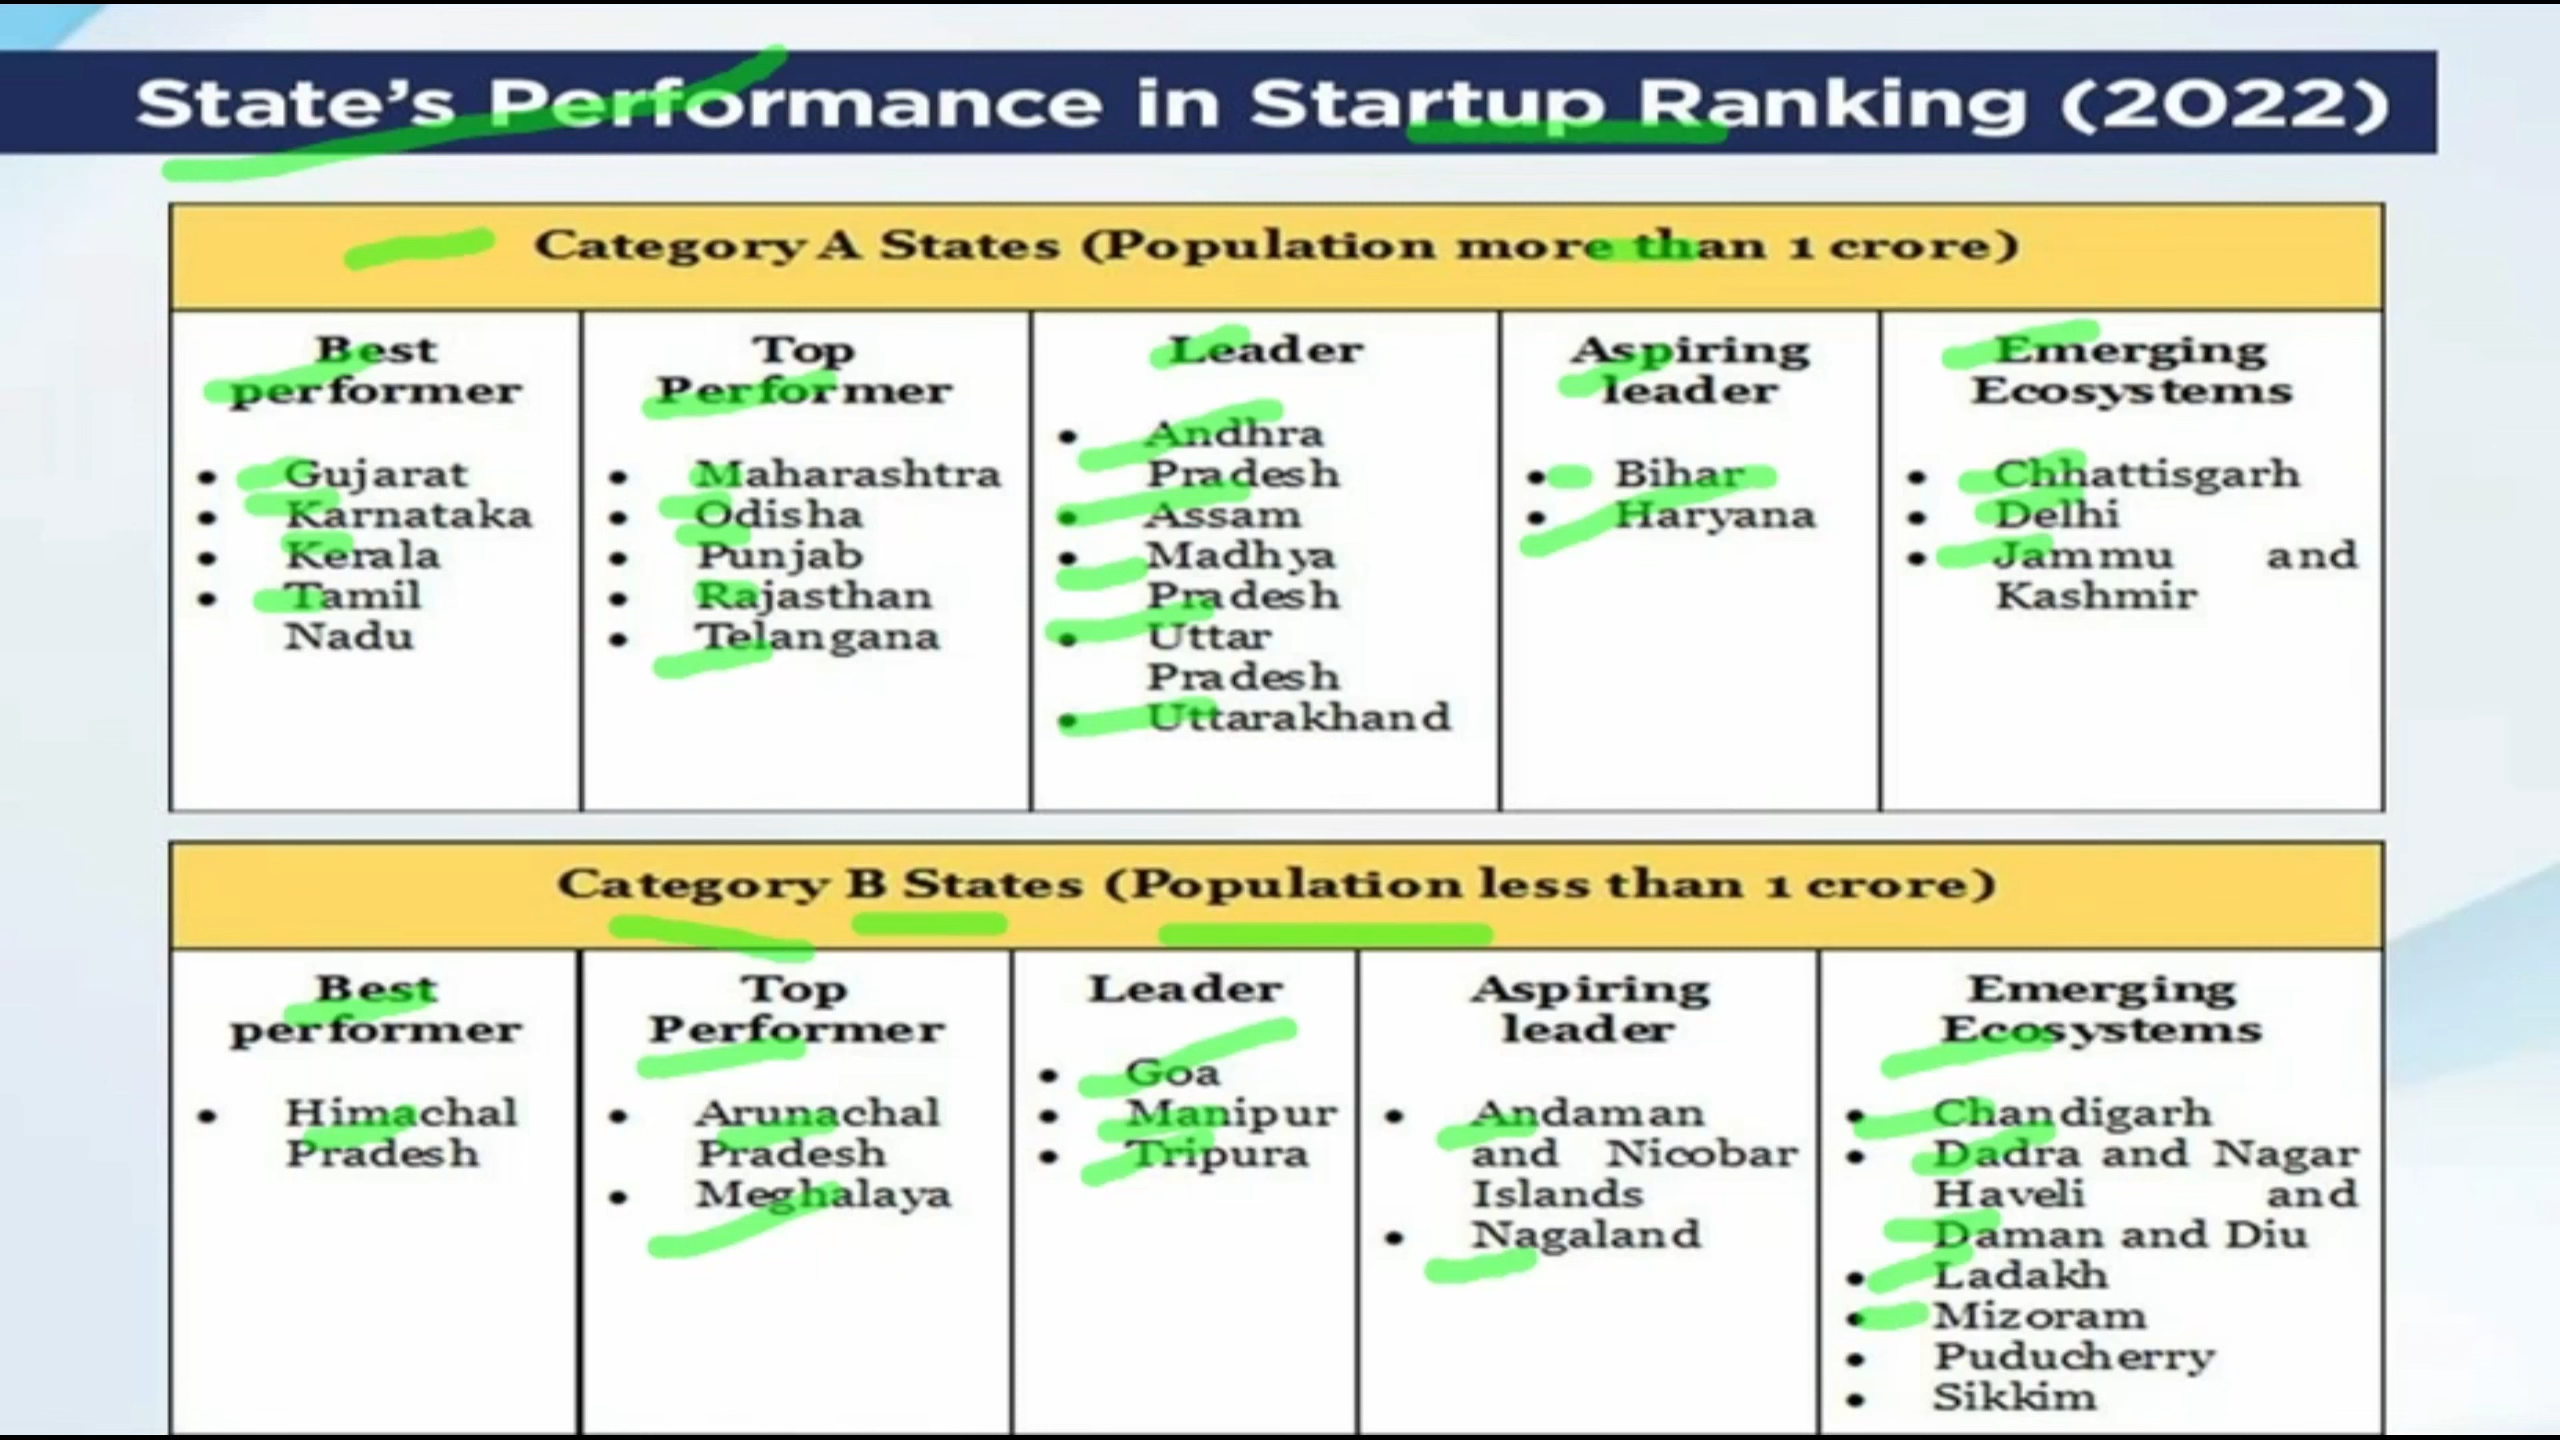 State's Performance in Startup Ranking (2022)
Category A States (Population more than 1 crore)
Best
performer
• Gujarat
• Karnataka
• Kerala
• Tamil
Nadu
Top
Performer
• Maharashtra
• Odisha
• Punjab
• Rajasthan
• Telangana
Leader
• Andhra
Pradesh
• Assam
• Madhya
Pradesh
• Uttar
Pradesh
• Uttarakhand
Aspiring
leader
• Bihar
• Haryana
Emerging
Ecosystems
• Chhattisgarh
• Delhi
• Jammu and
Kashmir
Category B States (Population less than 1 crore)
Best
performer
• Himachal
Pradesh
Top
Performer
• Arunachal
Pradesh
• Meghalaya
Leader
• Goa
• Manipur
• Tripura
Aspiring
leader
• Andaman
and Nicobar
Islands
• Nagaland
Emerging
Ecosystems
• Chandigarh
• Dadra and Nagar
Haveli and
Daman and Diu
• Ladakh
• Mizoram
• Puducherry
• Sikkim